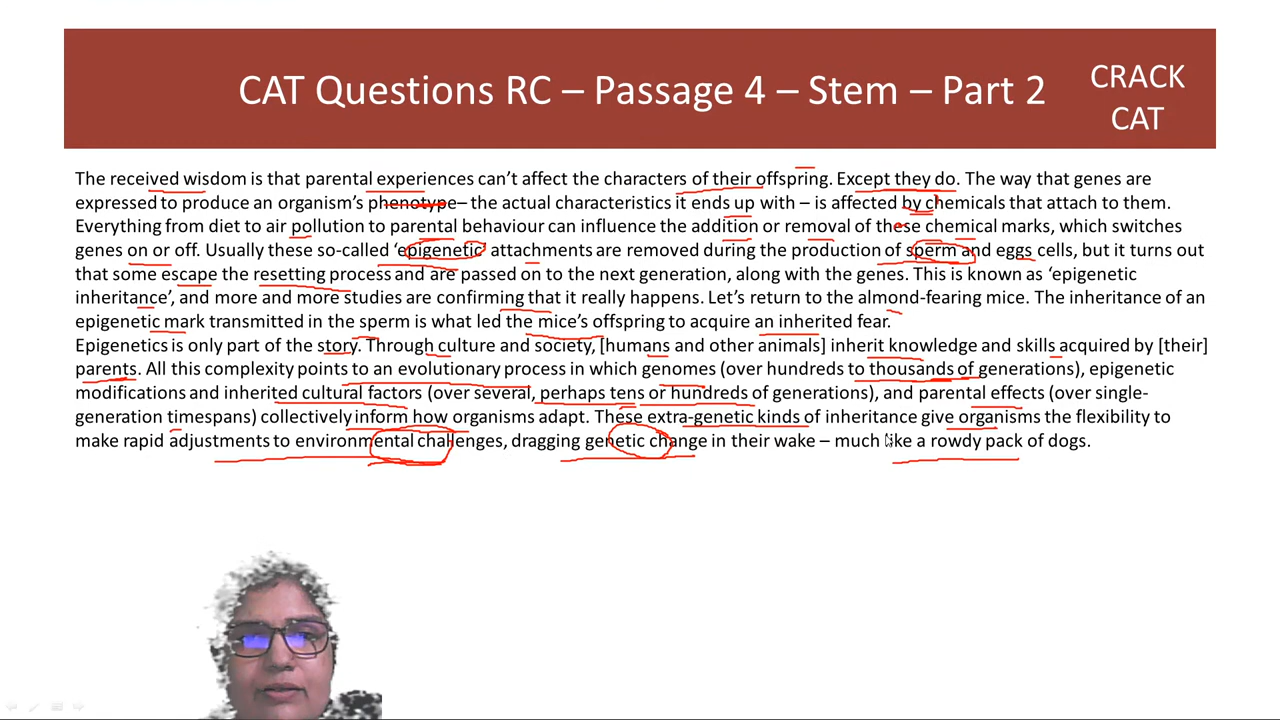 CAT Questions RC – Passage 4 – Stem – Part 2
CRACK
CAT
The received wisdom is that parental experiences can’t affect the characters of their offspring. Except they do. The way that genes are
expressed to produce an organism’s phenotype– the actual characteristics it ends up with – is affected by chemicals that attach to them.
Everything from diet to air pollution to parental behaviour can influence the addition or removal of these chemical marks, which switches
genes on or off. Usually these so-called ‘epigenetic’ attachments are removed during the production of sperm and eggs cells, but it turns out
that some escape the resetting process and are passed on to the next generation, along with the genes. This is known as ‘epigenetic
inheritance’, and more and more studies are confirming that it really happens. Let’s return to the almond-fearing mice. The inheritance of an
epigenetic mark transmitted in the sperm is what led the mice’s offspring to acquire an inherited fear.
Epigenetics is only part of the story. Through culture and society, [humans and other animals] inherit knowledge and skills acquired by [their]
parents. All this complexity points to an evolutionary process in which genomes (over hundreds to thousands of generations), epigenetic
modifications and inherited cultural factors (over several, perhaps tens or hundreds of generations), and parental effects (over single-
generation timespans) collectively inform how organisms adapt. These extra-genetic kinds of inheritance give organisms the flexibility to
make rapid adjustments to environmental challenges, dragging genetic change in their wake – much like a rowdy pack of dogs.